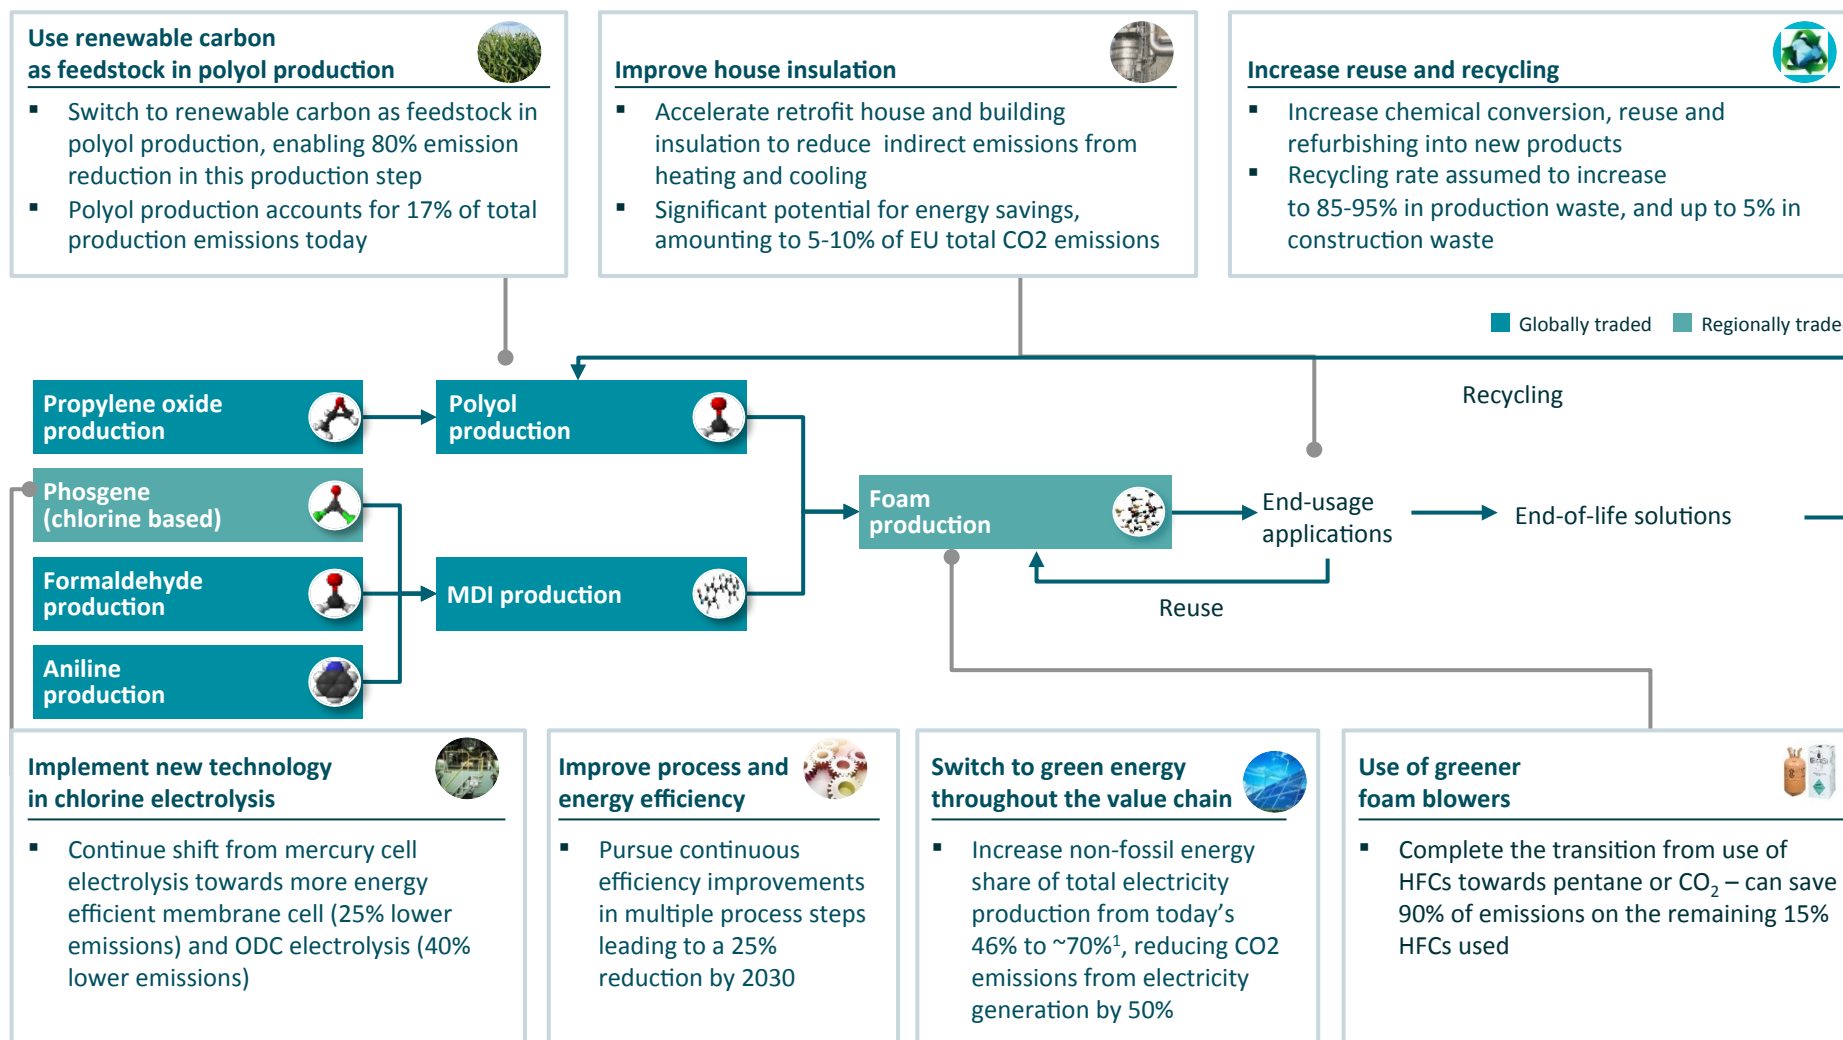 Use renewable carbon
as feedstock in polyol production
▪ Switch to renewable carbon as feedstock in
polyol production, enabling 80% emission
reduction in this production step
▪ Polyol production accounts for 17% of total
production emissions today
Improve house insulation
▪ Accelerate retrofit house and building
insulation to reduce indirect emissions from
heating and cooling
▪ Significant potential for energy savings,
amounting to 5-10% of EU total CO2 emissions
Increase reuse and recycling
▪ Increase chemical conversion, reuse and
refurbishing into new products
▪ Recycling rate assumed to increase
to 85-95% in production waste, and up to 5% in
construction waste
Globally traded
Regionally trade
Recycling
Propylene oxide
production
Polyol
production
Phosgene
(chlorine based)
Foam
production
End-usage
applications
End-of-life solutions
Formaldehyde
production
MDI production
Reuse
Aniline
production
Implement new technology
in chlorine electrolysis
▪ Continue shift from mercury cell
electrolysis towards more energy
efficient membrane cell (25% lower
emissions) and ODC electrolysis (40%
lower emissions)
Improve process and
energy efficiency
▪ Pursue continuous
efficiency improvements
in multiple process steps
leading to a 25%
reduction by 2030
Switch to green energy
throughout the value chain
▪ Increase non-fossil energy
share of total electricity
production from today’s
46% to ~70%¹, reducing CO2
emissions from electricity
generation by 50%
Use of greener
foam blowers
▪ Complete the transition from use of
HFCs towards pentane or CO₂ – can save
90% of emissions on the remaining 15%
HFCs used